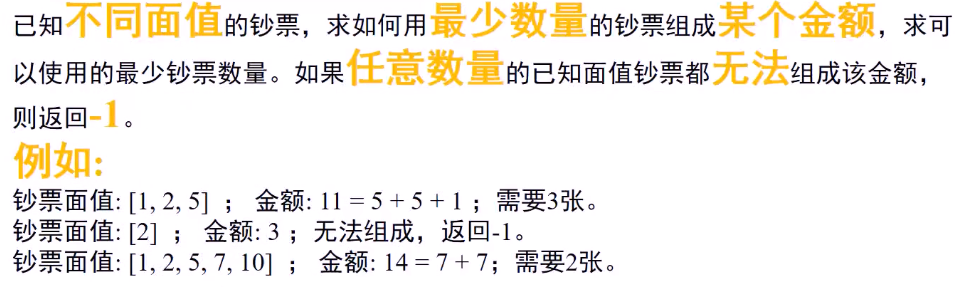 已知不同面值的钞票，求如何用最少数量的钞票组成某个金额，求可
以使用的最少钞票数量。如果任意数量的已知面值钞票都无法组成该金额，
则返回-1。
例如:
钞票面值: [1, 2, 5] ； 金额: 11 = 5 + 5 + 1 ；需要3张。
钞票面值: [2] ； 金额: 3 ；无法组成，返回-1。
钞票面值: [1, 2, 5, 7, 10] ； 金额: 14 = 7 + 7；需要2张。